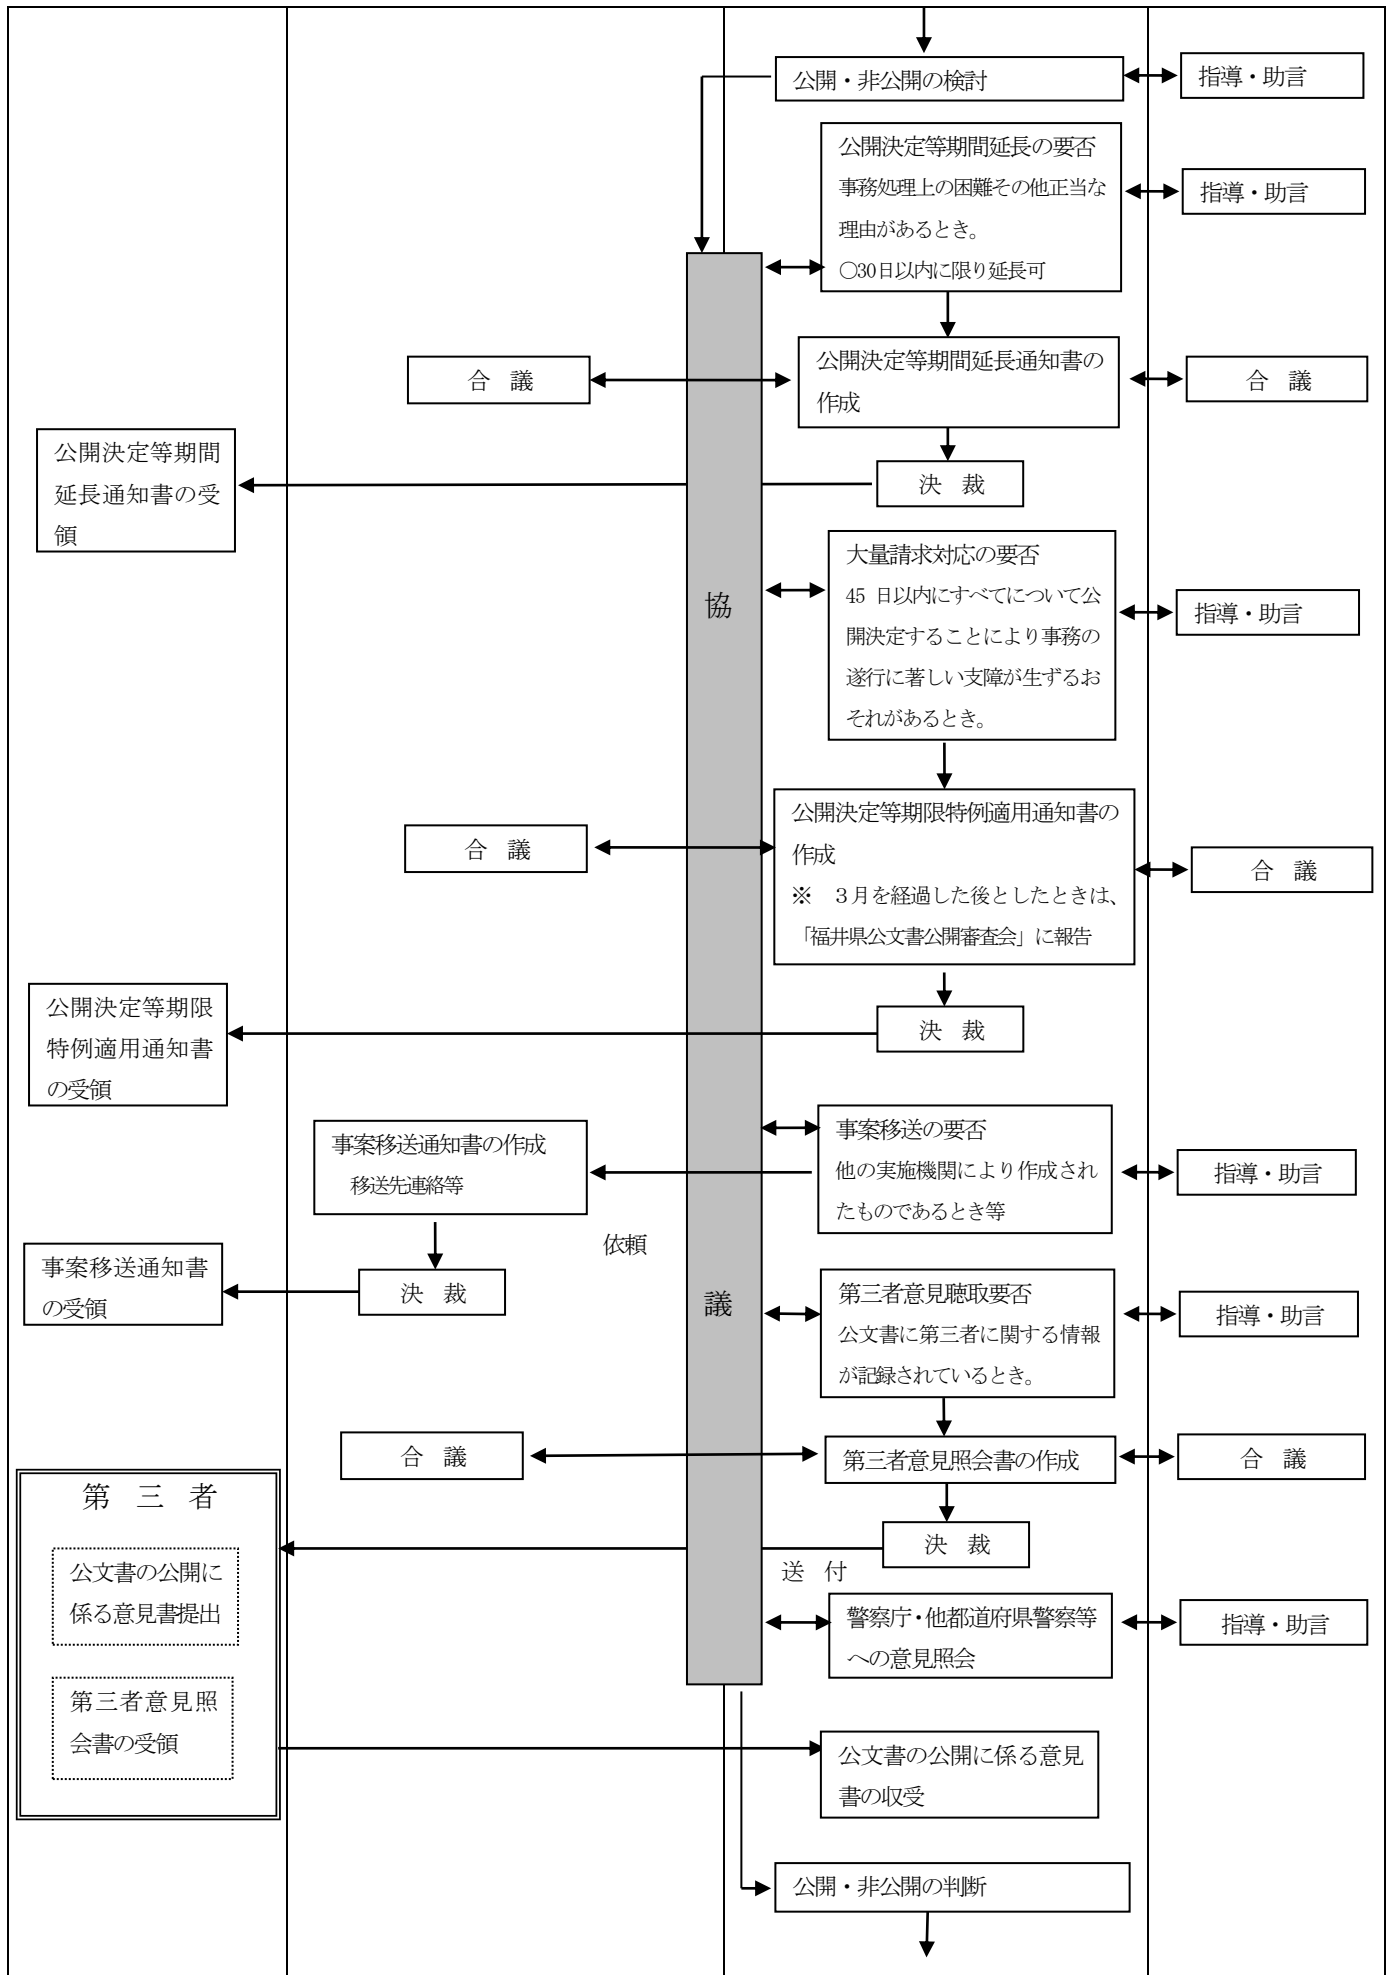 公開・非公開の検討
指導・助言
公開決定等期間延長の要否
事務処理上の困難その他正当な
理由があるとき。
○30日以内に限り延長可
指導・助言
合　議
公開決定等期間延長通知書の
作成
合　議
公開決定等期間
延長通知書の受
領
決　裁
大量請求対応の要否
45 日以内にすべてについて公
開決定することにより事務の
遂行に著しい支障が生ずるお
それがあるとき。
指導・助言
協
合　議
公開決定等期限特例適用通知書の
作成
※　３月を経過した後としたときは、
「福井県公文書公開審査会」に報告
合　議
公開決定等期限
特例適用通知書
の受領
決　裁
事案移送通知書の作成
移送先連絡等
事案移送の要否
他の実施機関により作成され
たものであるとき等
指導・助言
依頼
事案移送通知書
の受領
決　裁
議
第三者意見聴取要否
公文書に第三者に関する情報
が記録されているとき。
指導・助言
合　議
第三者意見照会書の作成
合　議
第　三　者
公文書の公開に
係る意見書提出
決　裁
送　付
警察庁・他都道府県警察等
への意見照会
指導・助言
第三者意見照
会書の受領
公文書の公開に係る意見
書の収受
公開・非公開の判断